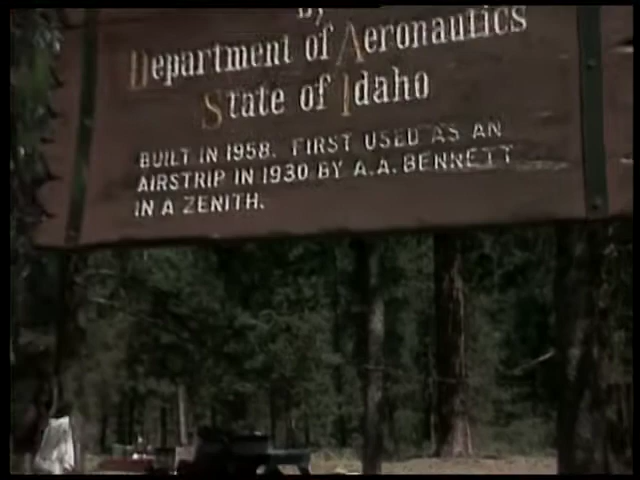 By
Department of Aeronautics
State of Idaho
BUILT IN 1958. FIRST USED AS AN
AIRSTRIP IN 1930 BY A.A. BENNETT
IN A ZENITH.